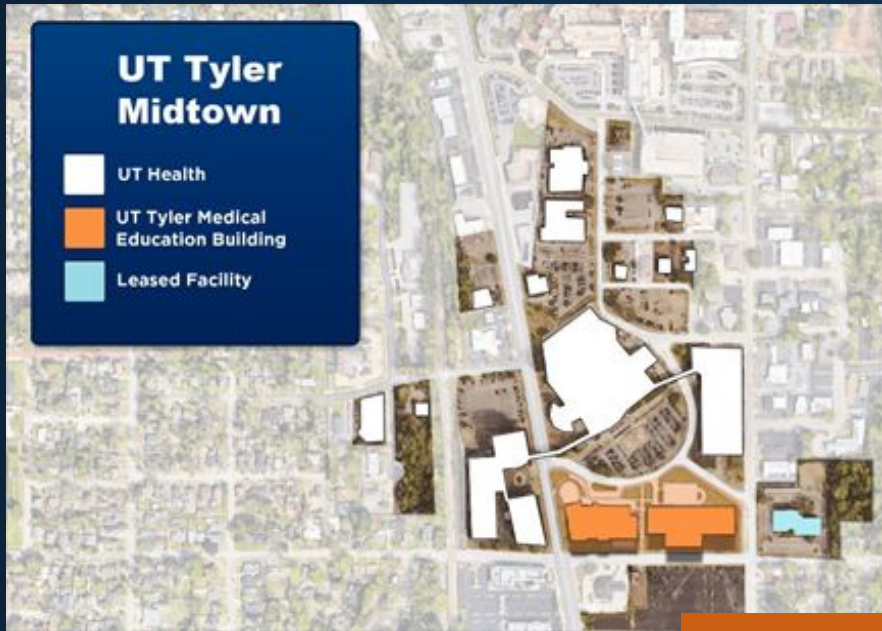 UT Tyler
Midtown
UT Health
UT Tyler Medical
Education Building
Leased Facility